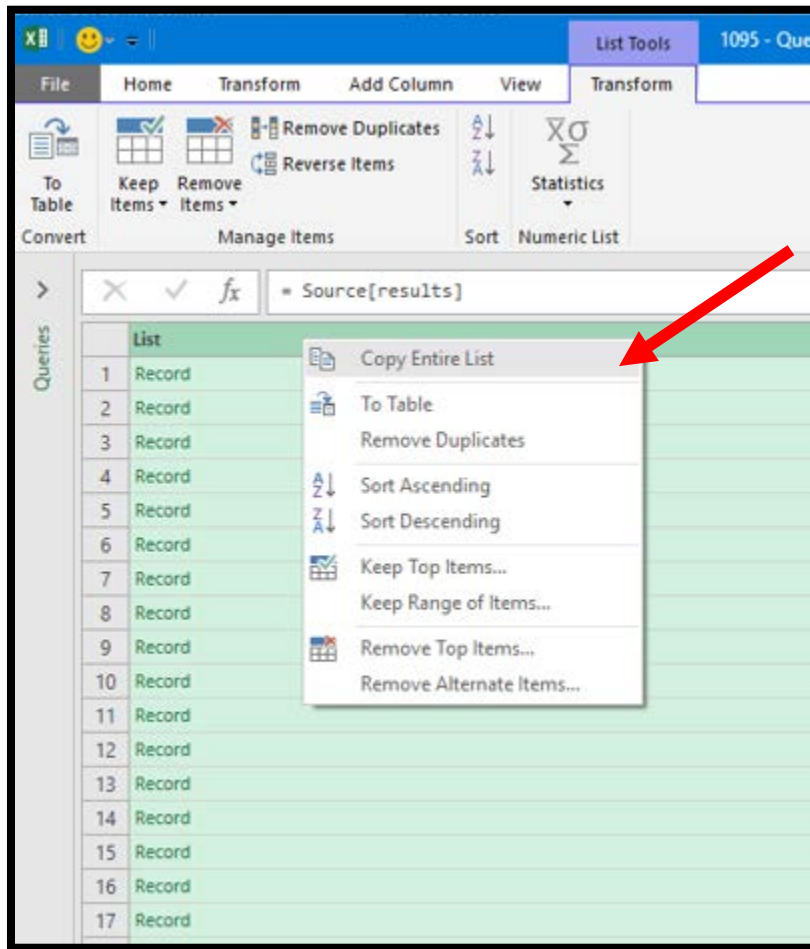 List Tools
1095 - Que
File Home Transform Add Column View Transform
To Table
Keep Items
Remove Items
Remove Duplicates
Reverse Items
Statistics
Convert Manage Items Sort Numeric List
fx = Source[results]
Queries
List
1 Record
2 Record
3 Record
4 Record
5 Record
6 Record
7 Record
8 Record
9 Record
10 Record
11 Record
12 Record
13 Record
14 Record
15 Record
16 Record
17 Record
Copy Entire List
To Table
Remove Duplicates
Sort Ascending
Sort Descending
Keep Top Items...
Keep Range of Items...
Remove Top Items...
Remove Alternate Items...